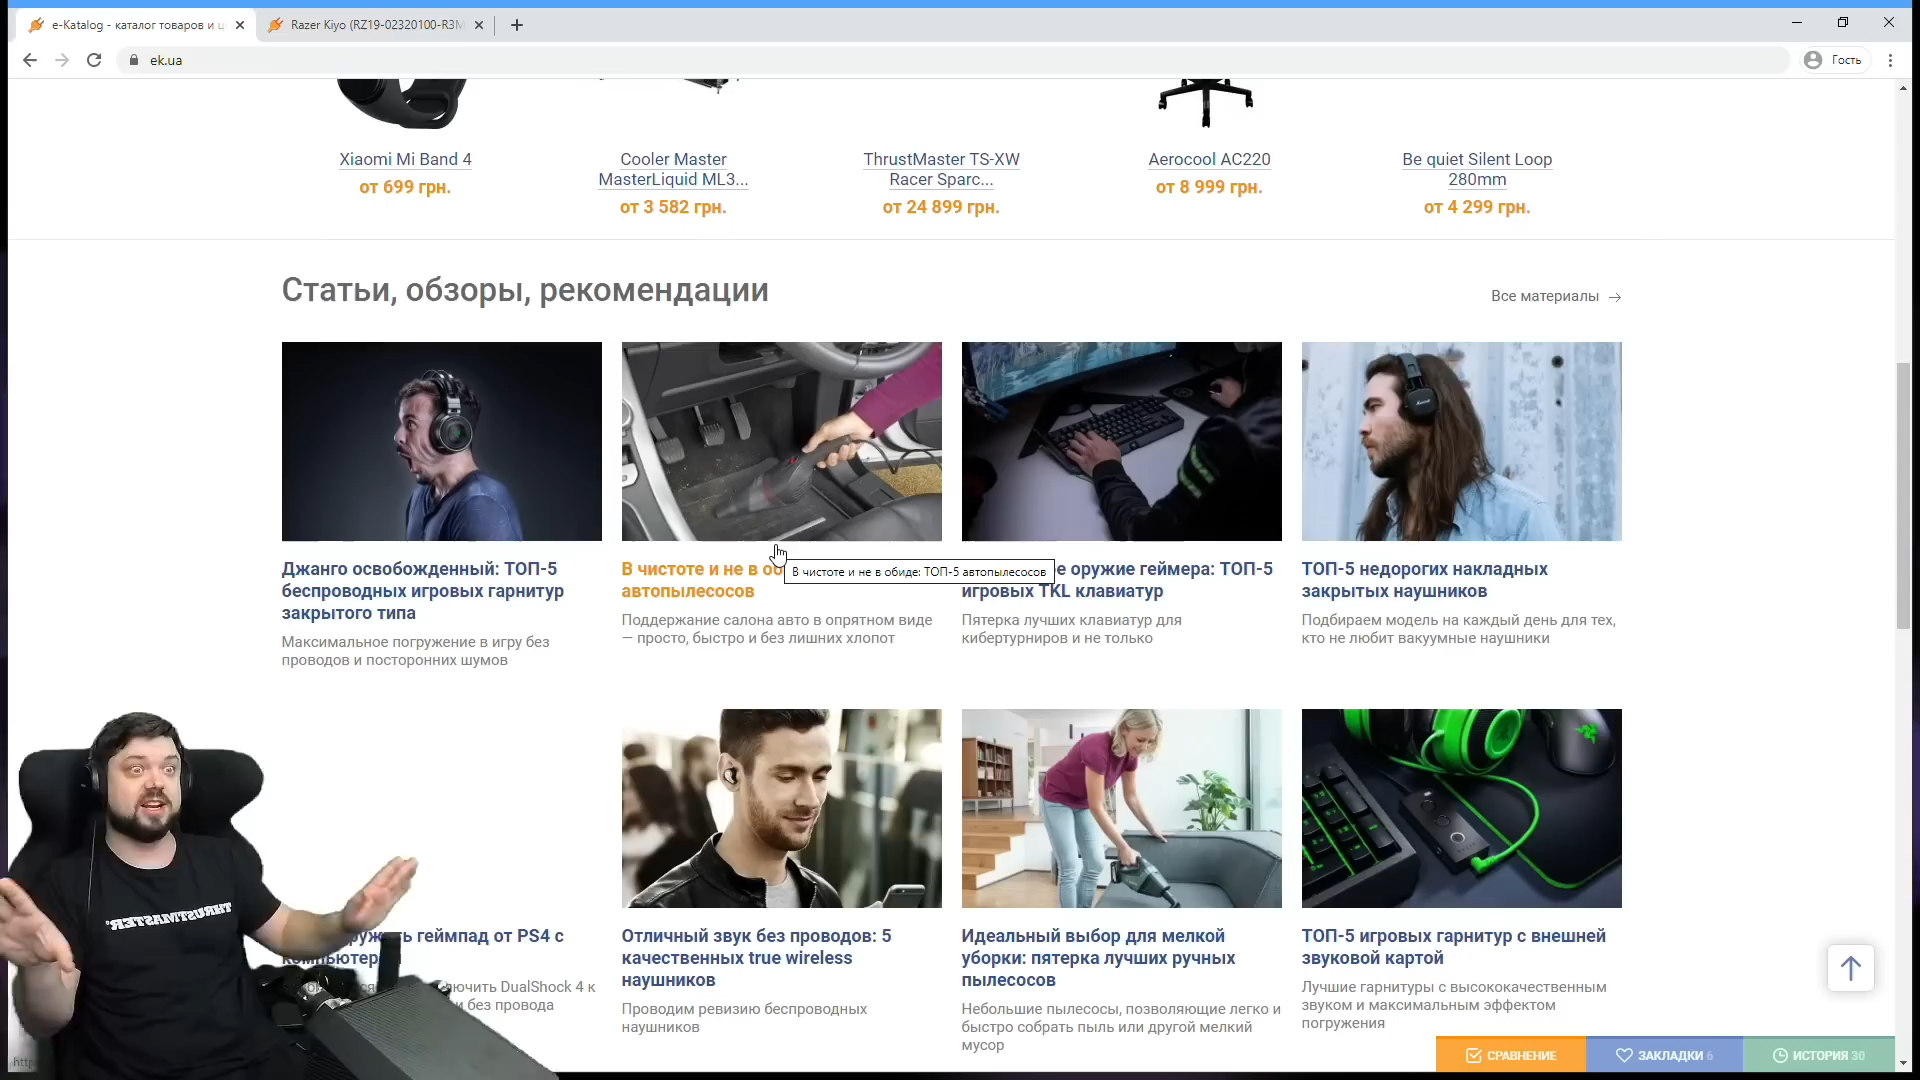 e-Katalog - каталог товаров и ц
Razer Kiyo (RZ19-02320100-R3M
ek.ua
Гость
Xiaomi Mi Band 4
от 699 грн.
Cooler Master
MasterLiquid ML3...
от 3 582 грн.
ThrustMaster TS-XW
Racer Sparc...
от 24 899 грн.
Aerocool AC220
от 8 999 грн.
Be quiet Silent Loop
280mm
от 4 299 грн.
Статьи, обзоры, рекомендации
Все материалы →
Джанго освобожденный: ТОП-5
беспроводных игровых гарнитур
закрытого типа
Максимальное погружение в игру без
проводов и посторонних шумов
В чистоте и не в об
автопылесосов
Поддержание салона авто в опрятном виде
— просто, быстро и без лишних хлопот
В чистоте и не в обиде: ТОП-5 автопылесосов
ое оружие геймера: ТОП-5
игровых TKL клавиатур
Пятерка лучших клавиатур для
кибертурниров и не только
ТОП-5 недорогих накладных
закрытых наушников
Подбираем модель на каждый день для тех,
кто не любит вакуумные наушники
геймпад от PS4 с
ючить DualShock 4 к
и без провода
THRUSTMASTER
Отличный звук без проводов: 5
качественных true wireless
наушников
Проводим ревизию беспроводных
наушников
Идеальный выбор для мелкой
уборки: пятерка лучших ручных
пылесосов
Небольшие пылесосы, позволяющие легко и
быстро собрать пыль или другой мелкий
мусор
ТОП-5 игровых гарнитур с внешней
звуковой картой
Лучшие гарнитуры с высококачественным
звуком и максимальным эффектом
погружения
СРАВНЕНИЕ
ЗАКЛАДКИ 6
ИСТОРИЯ 30